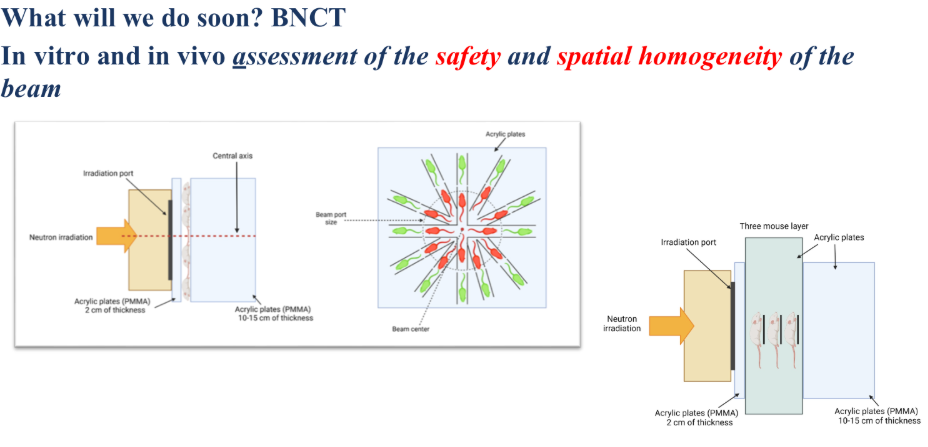 What will we do soon? BNCT
In vitro and in vivo assessment of the safety and spatial homogeneity of the
beam
Acrylic plates
Central axis
Irradiation port
Beam port
size
Neutron irradiation
Acrylic plates (PMMA)
2 cm of thickness
Acrylic plates (PMMA)
10-15 cm of thickness
Beam center
Three mouse layer
Irradiation port
Acrylic plates
Neutron
irradiation
Acrylic plates (PMMA)
2 cm of thickness
Acrylic plates (PMMA)
10-15 cm of thickness